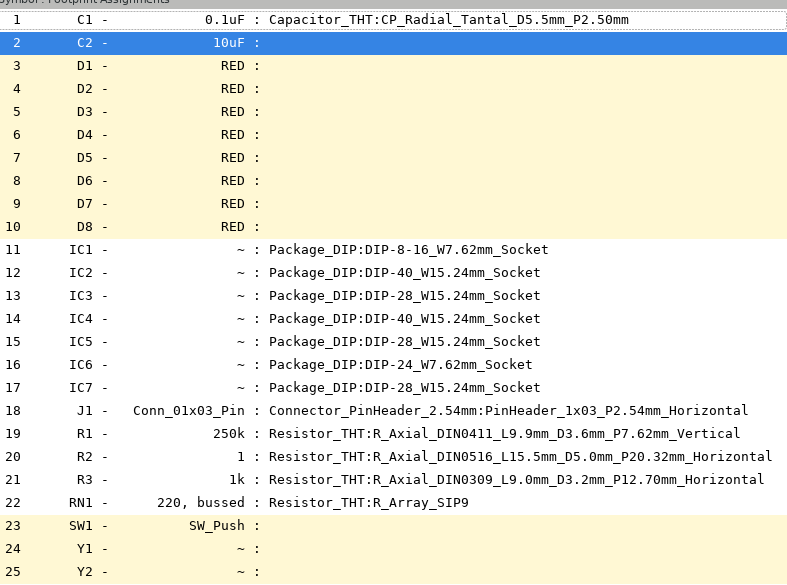 Symbol : Footprint Assignments
1 C1 - 0.1uF : Capacitor_THT:CP_Radial_Tantal_D5.5mm_P2.50mm
2 C2 - 10uF :
3 D1 - RED :
4 D2 - RED :
5 D3 - RED :
6 D4 - RED :
7 D5 - RED :
8 D6 - RED :
9 D7 - RED :
10 D8 - RED :
11 IC1 - ~ : Package_DIP:DIP-8-16_W7.62mm_Socket
12 IC2 - ~ : Package_DIP:DIP-40_W15.24mm_Socket
13 IC3 - ~ : Package_DIP:DIP-28_W15.24mm_Socket
14 IC4 - ~ : Package_DIP:DIP-40_W15.24mm_Socket
15 IC5 - ~ : Package_DIP:DIP-28_W15.24mm_Socket
16 IC6 - ~ : Package_DIP:DIP-24_W7.62mm_Socket
17 IC7 - ~ : Package_DIP:DIP-28_W15.24mm_Socket
18 J1 - Conn_01x03_Pin : Connector_PinHeader_2.54mm:PinHeader_1x03_P2.54mm_Horizontal
19 R1 - 250k : Resistor_THT:R_Axial_DIN0411_L9.9mm_D3.6mm_P7.62mm_Vertical
20 R2 - 1 : Resistor_THT:R_Axial_DIN0516_L15.5mm_D5.0mm_P20.32mm_Horizontal
21 R3 - 1k : Resistor_THT:R_Axial_DIN0309_L9.0mm_D3.2mm_P12.70mm_Horizontal
22 RN1 - 220, bussed : Resistor_THT:R_Array_SIP9
23 SW1 - SW_Push :
24 Y1 - ~ :
25 Y2 - ~ :